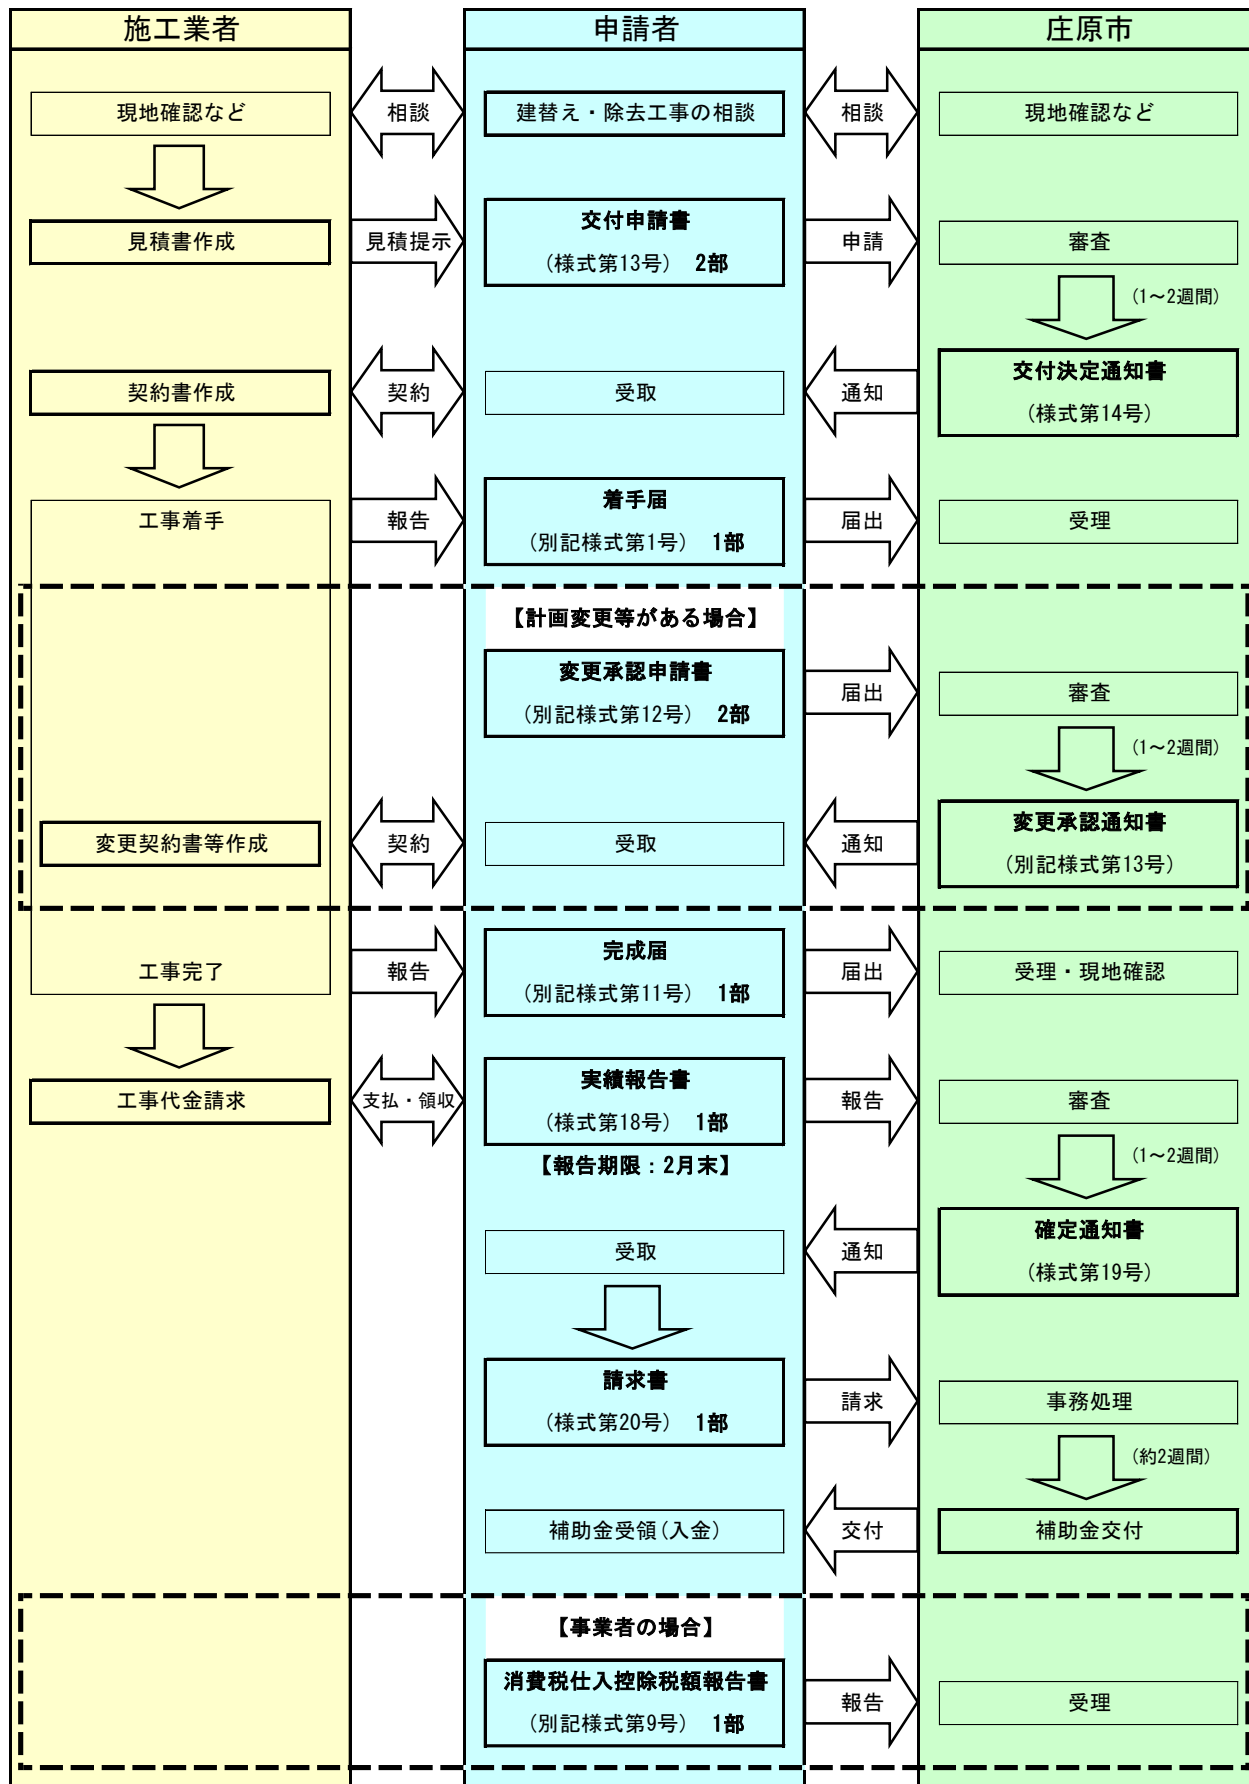 施工業者
申請者
庄原市
現地確認など
相談
建替え・除去工事の相談
相談
現地確認など
見積書作成
見積提示
交付申請書
(様式第13号) 2部
申請
審査
(1～2週間)
契約書作成
契約
受取
通知
交付決定通知書
(様式第14号)
工事着手
報告
着手届
(別記様式第1号) 1部
届出
受理
【計画変更等がある場合】
変更承認申請書
(別記様式第12号) 2部
届出
審査
(1～2週間)
変更契約書等作成
契約
受取
通知
変更承認通知書
(別記様式第13号)
工事完了
報告
完成届
(別記様式第11号) 1部
届出
受理・現地確認
工事代金請求
支払・領収
実績報告書
(様式第18号) 1部
【報告期限：2月末】
報告
審査
(1～2週間)
受取
通知
確定通知書
(様式第19号)
請求書
(様式第20号) 1部
請求
事務処理
(約2週間)
補助金受領(入金)
交付
補助金交付
【事業者の場合】
消費税仕入控除税額報告書
(別記様式第9号) 1部
報告
受理